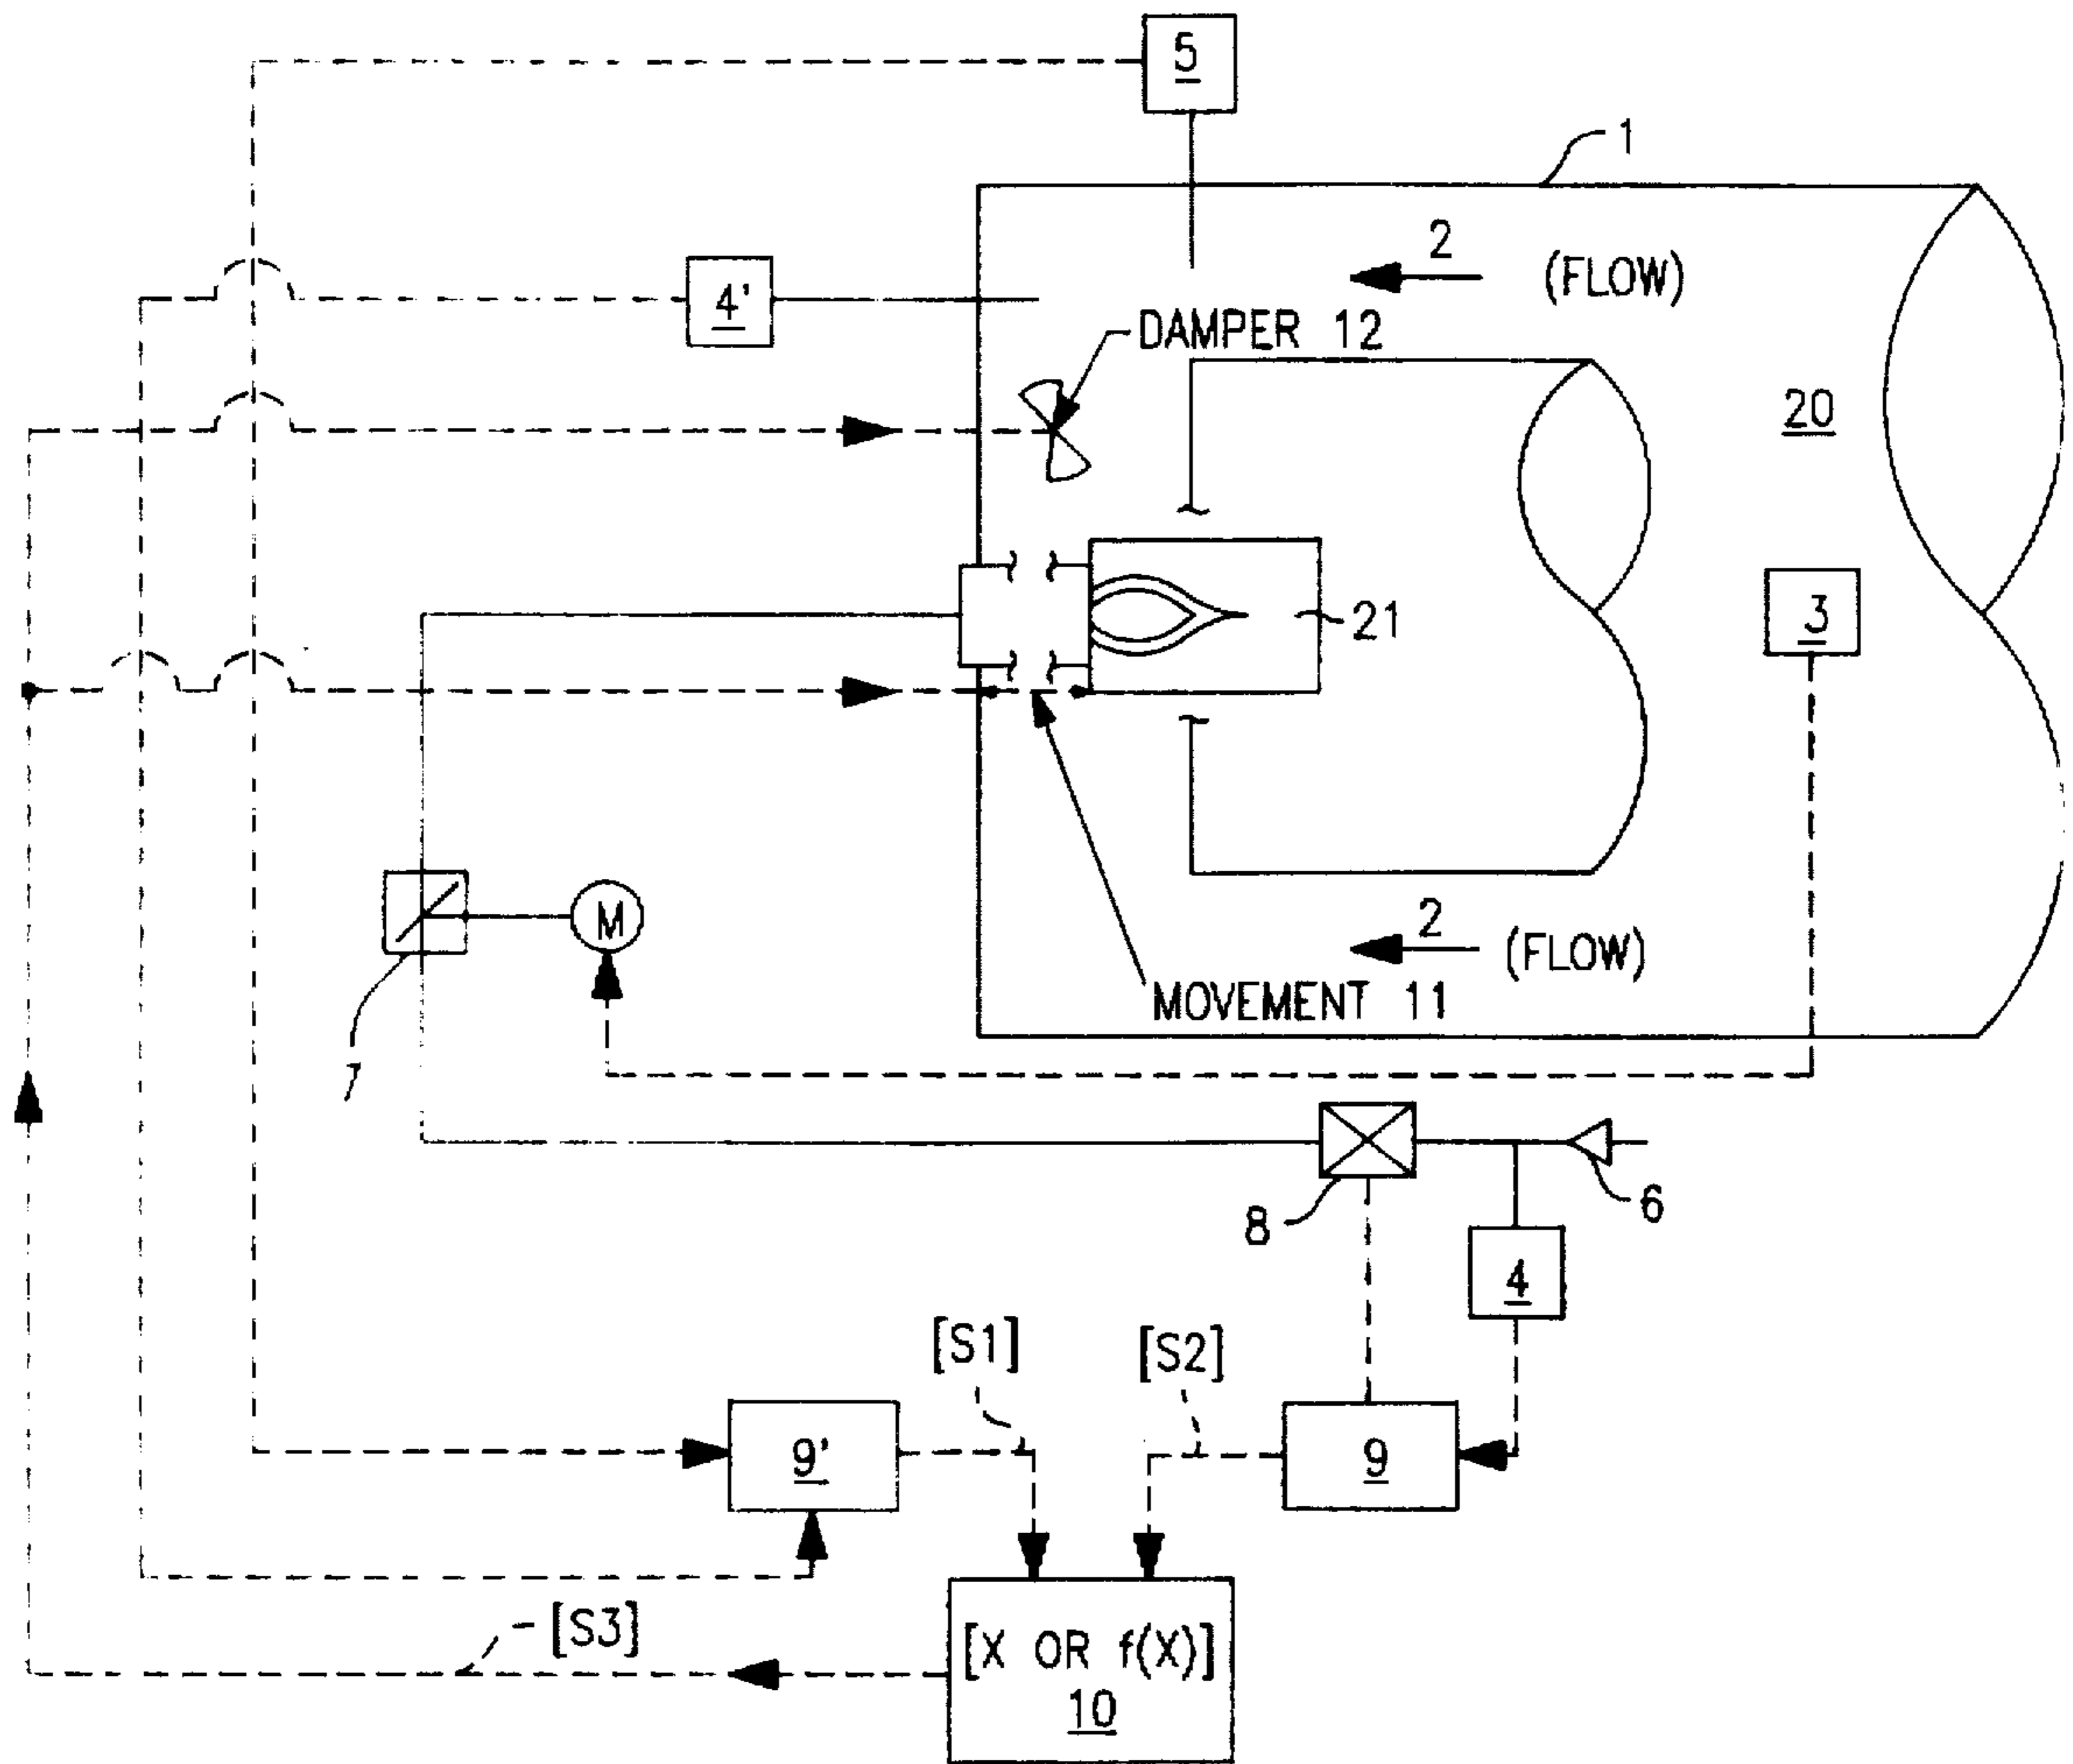 5
1
2
(FLOW)
4'
DAMPER 12
20
3
21
M
2
(FLOW)
MOVEMENT 11
7
8
6
4
[S1]
[S2]
9'
9
[S3]
[X OR f(X)]
10